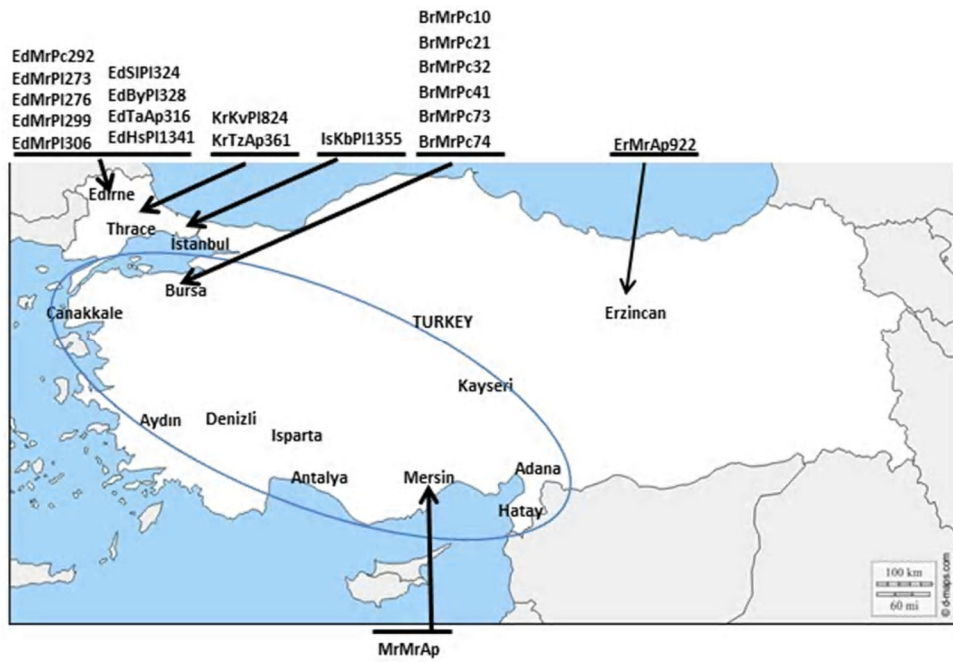 EdMrPc292
EdMrPl273
EdMrPl276
EdMrPl299
EdMrPl306
EdSlPl324
EdByPl328
EdTaAp316
EdHsPl1341
KrKvPl824
KrTzAp361
IsKbPl1355
BrMrPc10
BrMrPc21
BrMrPc32
BrMrPc41
BrMrPc73
BrMrPc74
ErMrAp922
Edirne
Thrace
İstanbul
Bursa
Çanakkale
TURKEY
Erzincan
Kayseri
Aydın
Denizli
Isparta
Antalya
Mersin
Adana
Hatay
100 km
60 mi
© d-maps.com
MrMrAp